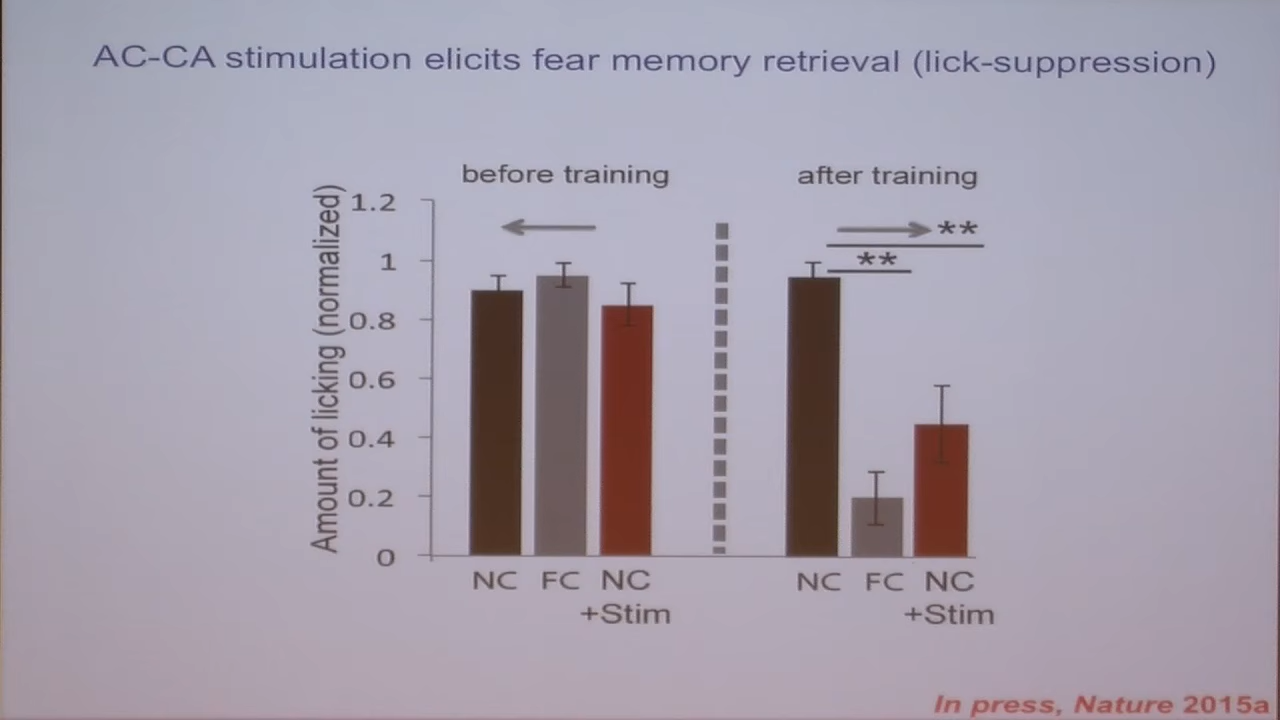 AC-CA stimulation elicits fear memory retrieval (lick-suppression)
before training
after training
Amount of licking (normalized)
1.2
1
0.8
0.6
0.4
0.2
0
**
**
NC FC NC
+Stim
NC FC NC
+Stim
In press, Nature 2015a